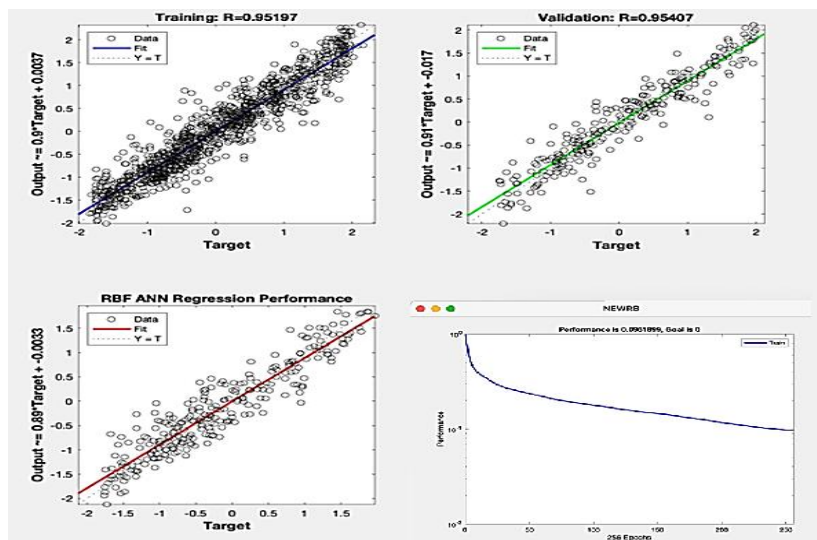 Training: R=0.95197
Data
Fit
Y = T
Output ~= 0.9*Target + 0.0037
2
1.5
1
0.5
0
-0.5
-1
-1.5
-2
-1 0 1 2
Target
Validation: R=0.95407
Data
Fit
Y = T
Output ~= 0.91*Target + -0.017
2
1.5
1
0.5
0
-0.5
-1
-1.5
-2
-2 -1 0 1 2
Target
RBF ANN Regression Performance
Data
Fit
Y = T
Output ~= 0.89*Target + -0.0033
1.5
1
0.5
0
-0.5
-1
-1.5
-2
-2 -1.5 -1 -0.5 0 0.5 1 1.5
Target
NEWRB
Performance is 0.0951899, Goal is 0
Train
Performance
10^0
10^-1
0 50 150
256 Epochs